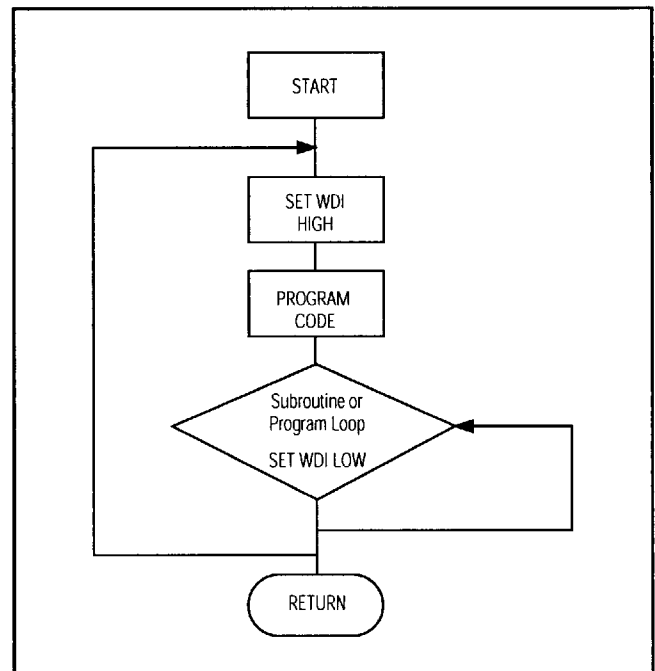 START
SET WDI
HIGH
PROGRAM
CODE
Subroutine or
Program Loop
SET WDI LOW
RETURN